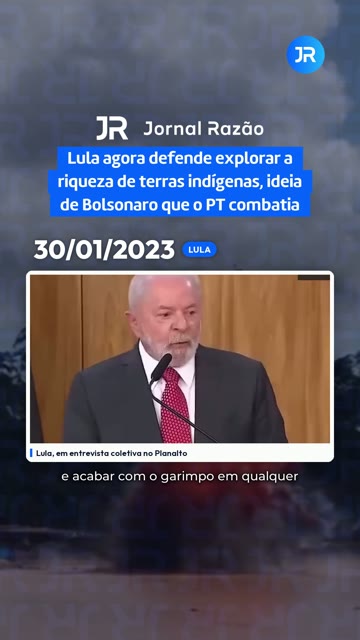 JR
JR Jornal Razão
Lula agora defende explorar a
riqueza de terras indígenas, ideia
de Bolsonaro que o PT combatia
30/01/2023 LULA
Lula, em entrevista coletiva no Planalto
e acabar com o garimpo em qualquer